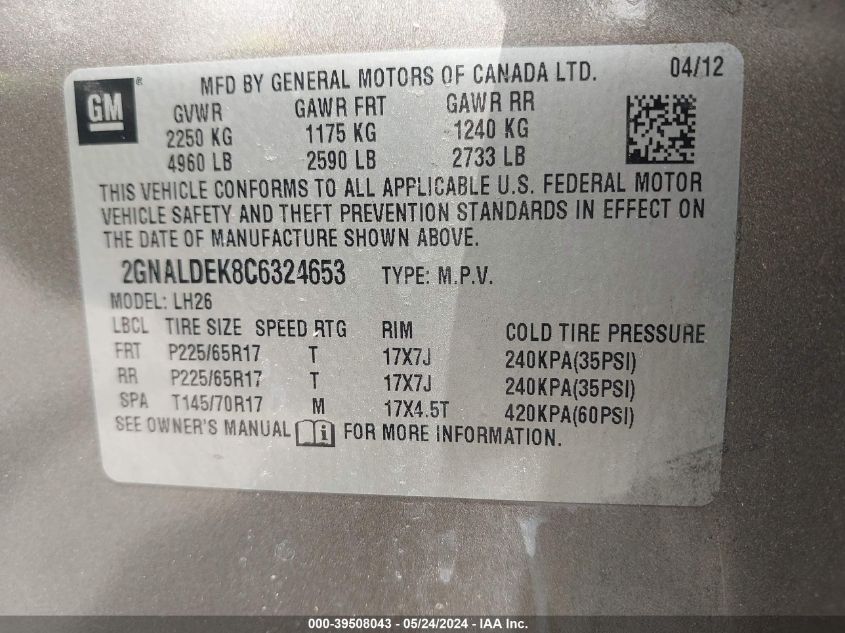 GM ® MFD BY GENERAL MOTORS OF CANADA LTD. 04/12
GVWR GAWR FRT GAWR RR
2250 KG 1175 KG 1240 KG
4960 LB 2590 LB 2733 LB
THIS VEHICLE CONFORMS TO ALL APPLICABLE U.S. FEDERAL MOTOR
VEHICLE SAFETY AND THEFT PREVENTION STANDARDS IN EFFECT ON
THE DATE OF MANUFACTURE SHOWN ABOVE.
2GNALDEK8C6324653 TYPE: M.P.V.
MODEL: LH26
LBCL TIRE SIZE SPEED RTG RIM COLD TIRE PRESSURE
FRT P225/65R17 T 17X7J 240KPA(35PSI)
RR P225/65R17 T 17X7J 240KPA(35PSI)
SPA T145/70R17 M 17X4.5T 420KPA(60PSI)
SEE OWNER'S MANUAL i FOR MORE INFORMATION.
000-39508043 - 05/24/2024 - IAA Inc.